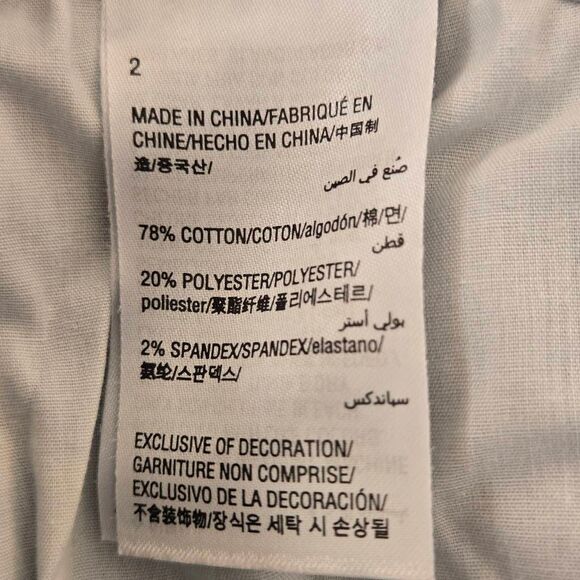 2
MADE IN CHINA/FABRIQUÉ EN
CHINE/HECHO EN CHINA/中国制
造/중국산/
صُنع في الصين
78% COTTON/COTON/algodón/棉/면/
قطن
20% POLYESTER/POLYESTER/
poliester/聚酯纤维/폴리에스테르/
بولي أستر
2% SPANDEX/SPANDEX/elastano/
氨纶/스판덱스/
سباندكس
EXCLUSIVE OF DECORATION/
GARNITURE NON COMPRISE/
EXCLUSIVO DE LA DECORACIÓN/
不含装饰物/장식은 세탁 시 손상될